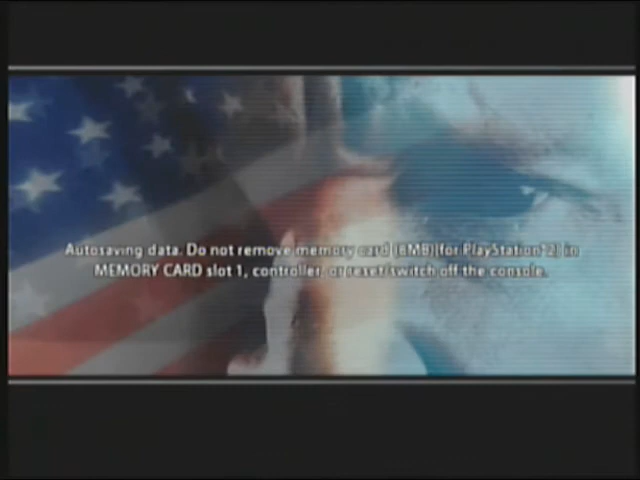 Autosaving data. Do not remove memory card (8MB)(for PlayStation®2) in
MEMORY CARD slot 1, controller, or reset/switch off the console.